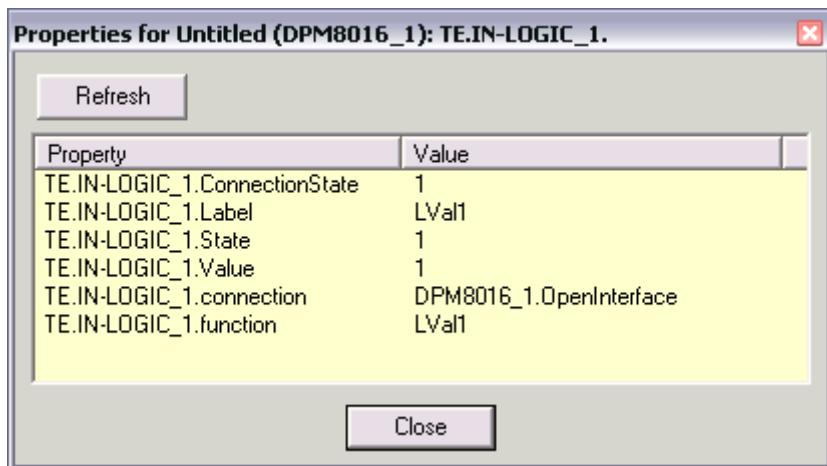 Properties for Untitled (DPM8016_1): TE.IN-LOGIC_1.
Refresh
Property Value
TE.IN-LOGIC_1.ConnectionState 1
TE.IN-LOGIC_1.Label LVal1
TE.IN-LOGIC_1.State 1
TE.IN-LOGIC_1.Value 1
TE.IN-LOGIC_1.connection DPM8016_1.OpenInterface
TE.IN-LOGIC_1.function LVal1
Close